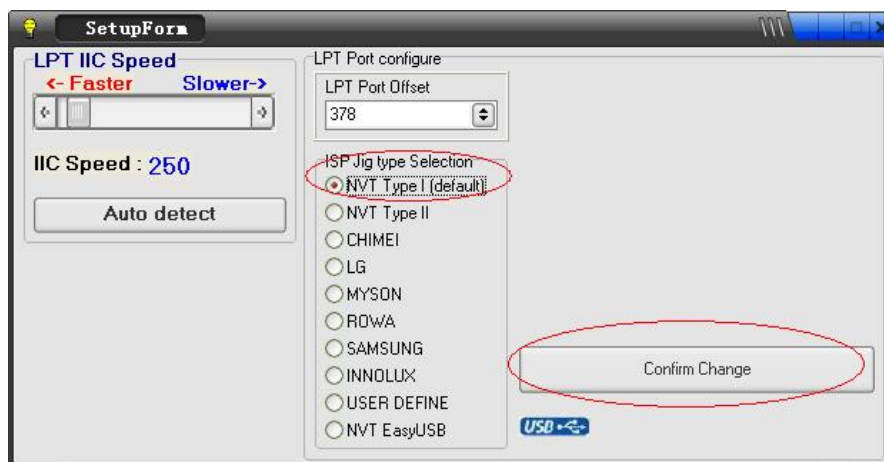 SetupForm
LPT IIC Speed
<- Faster Slower->
IIC Speed : 250
Auto detect
LPT Port configure
LPT Port Offset
378
ISP Jig type Selection
NVT Type I (default)
NVT Type II
CHIMEI
LG
MYSON
ROWA
SAMSUNG
INNOLUX
USER DEFINE
NVT EasyUSB
Confirm Change
USB